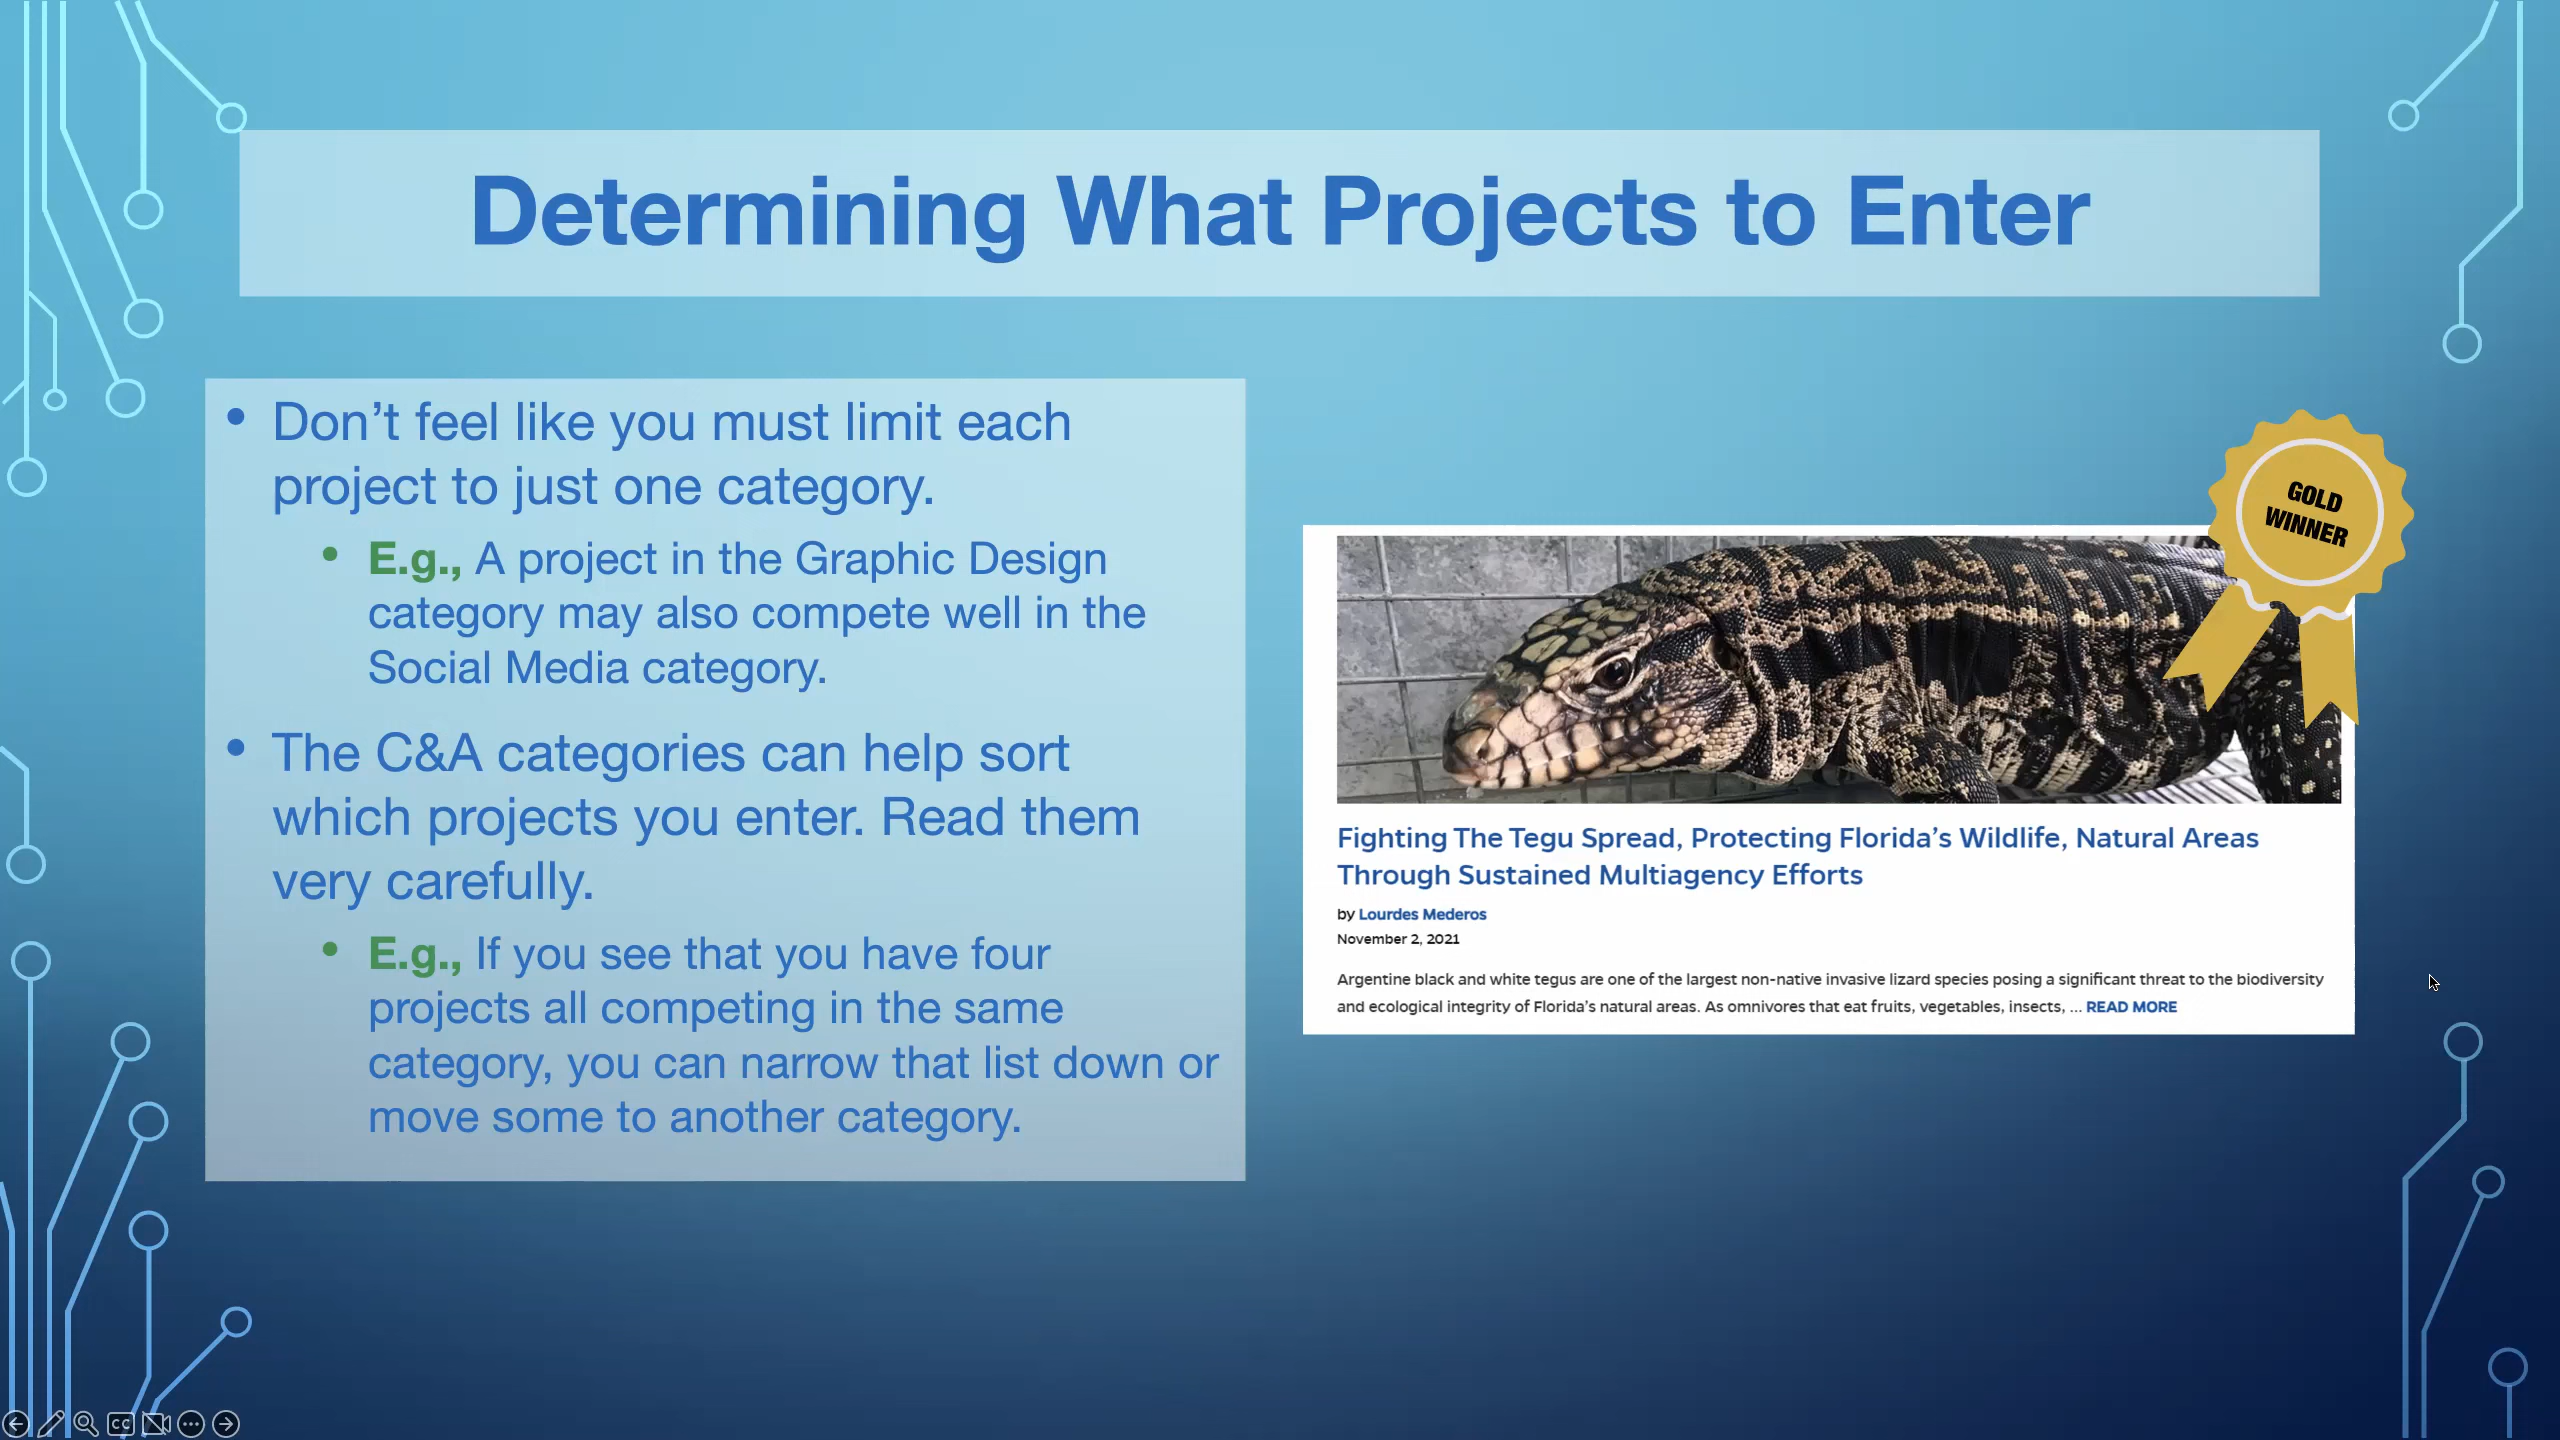 Determining What Projects to Enter
• Don’t feel like you must limit each
project to just one category.
• E.g., A project in the Graphic Design
category may also compete well in the
Social Media category.
• The C&A categories can help sort
which projects you enter. Read them
very carefully.
• E.g., If you see that you have four
projects all competing in the same
category, you can narrow that list down or
move some to another category.
GOLD
WINNER
Fighting The Tegu Spread, Protecting Florida’s Wildlife, Natural Areas
Through Sustained Multiagency Efforts
by Lourdes Mederos
November 2, 2021
Argentine black and white tegus are one of the largest non-native invasive lizard species posing a significant threat to the biodiversity
and ecological integrity of Florida’s natural areas. As omnivores that eat fruits, vegetables, insects, ... READ MORE
CC